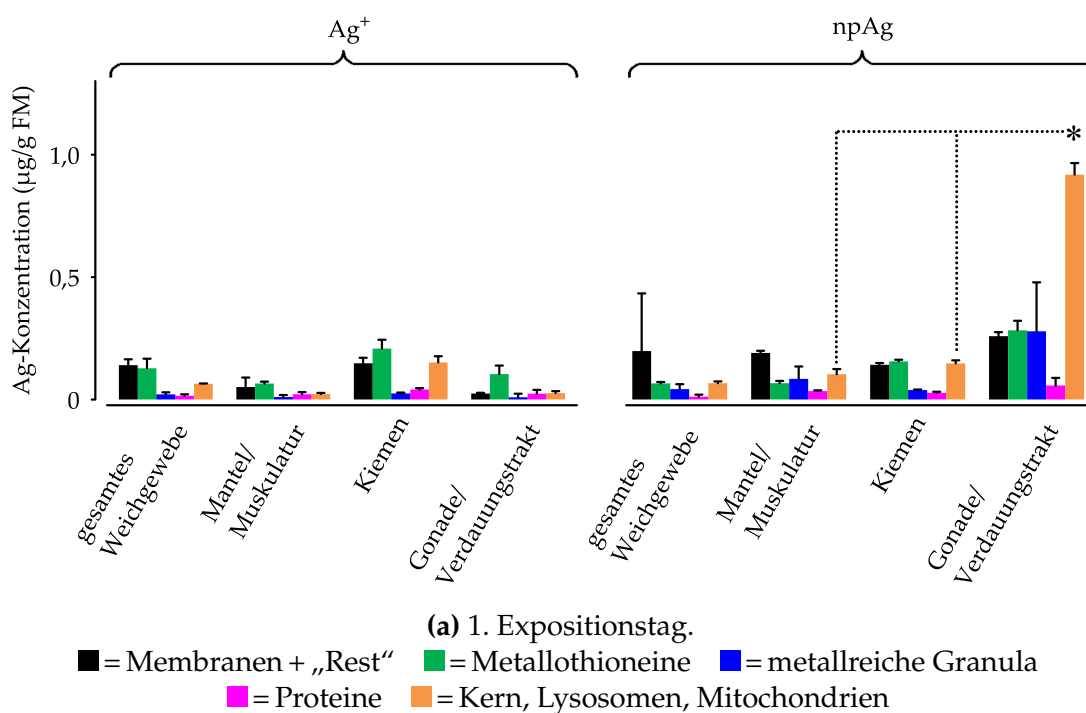 Ag+
npAg
Ag-Konzentration (µg/g FM)
1,0
0,5
0
*
gesamtes
Weichgewebe
Mantel/
Muskulatur
Kiemen
Gonade/
Verdauungstrakt
gesamtes
Weichgewebe
Mantel/
Muskulatur
Kiemen
Gonade/
Verdauungstrakt
(a) 1. Expositionstag.
= Membranen + „Rest“ = Metallothioneine = metallreiche Granula
= Proteine = Kern, Lysosomen, Mitochondrien